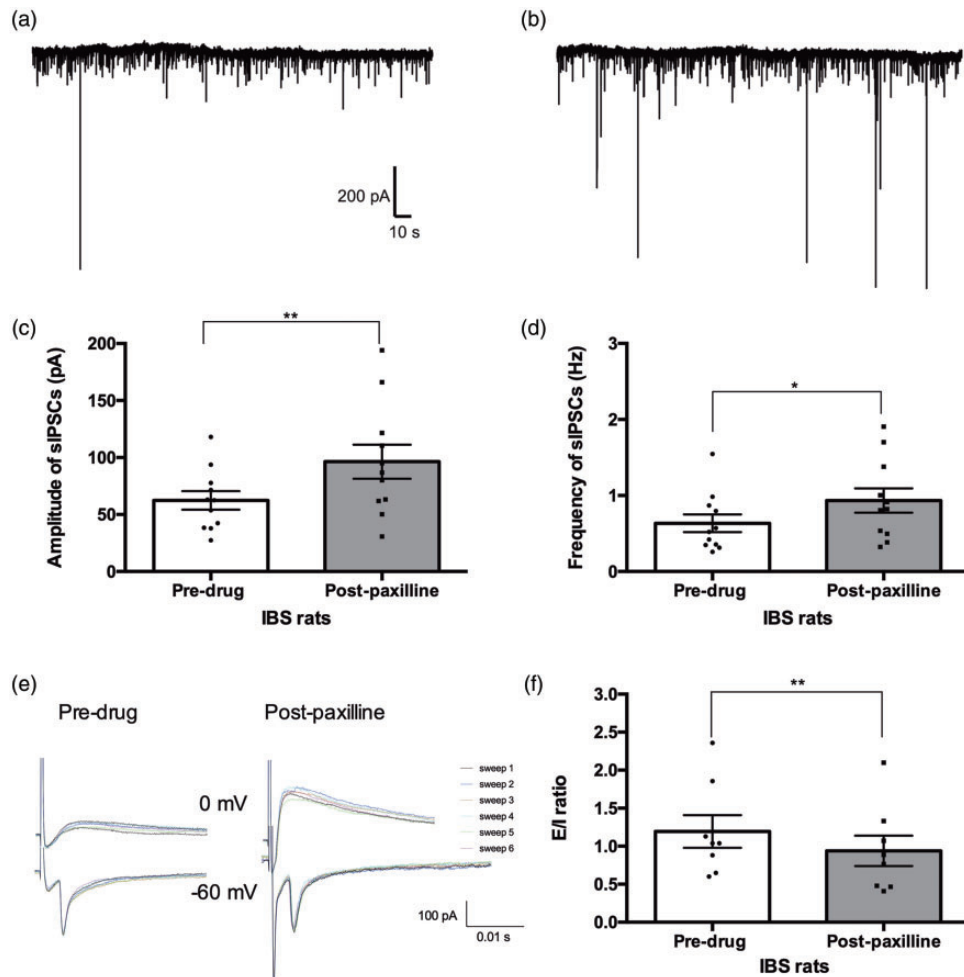 (a)
(b)
200 pA
10 s
(c)
**
Amplitude of sIPSCs (pA)
200
150
100
50
0
Pre-drug
Post-paxilline
IBS rats
(d)
*
Frequency of sIPSCs (Hz)
3
2
1
0
Pre-drug
Post-paxilline
IBS rats
(e)
Pre-drug
Post-paxilline
0 mV
-60 mV
sweep 1
sweep 2
sweep 3
sweep 4
sweep 5
sweep 6
100 pA
0.01 s
(f)
**
E/I ratio
3.0
2.5
2.0
1.5
1.0
0.5
0.0
Pre-drug
Post-paxilline
IBS rats